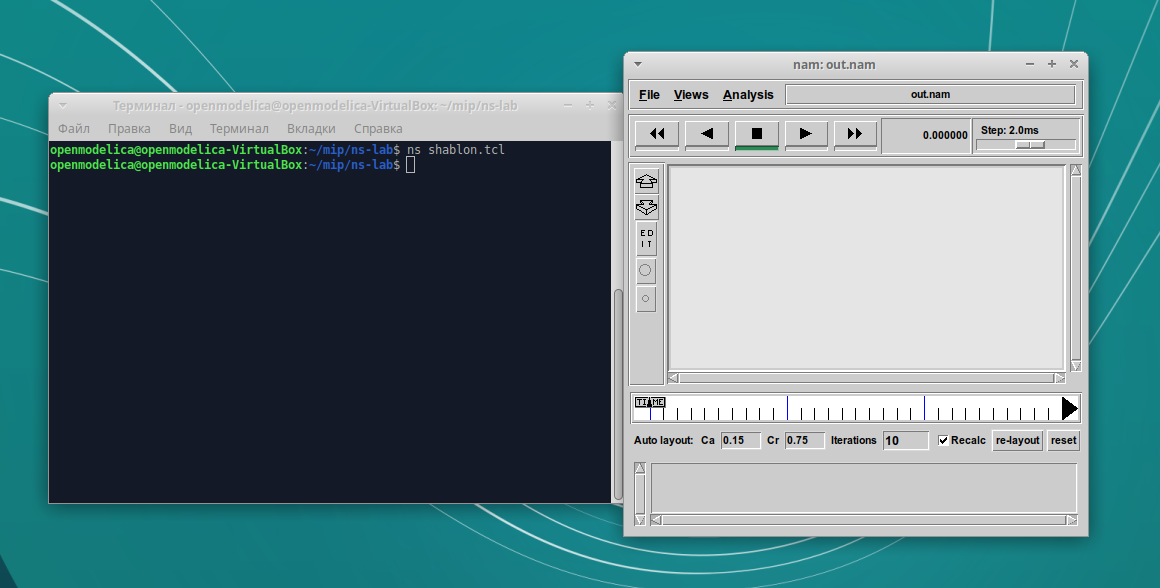 Терминал - openmodelica@openmodelica-VirtualBox: ~/mip/ns-lab
Файл Правка Вид Терминал Вкладки Справка
openmodelica@openmodelica-VirtualBox:~/mip/ns-lab$ ns shablon.tcl
openmodelica@openmodelica-VirtualBox:~/mip/ns-lab$
nam: out.nam
File Views Analysis out.nam
0.000000 Step: 2.0ms
ED
IT
TIME
Auto layout: Ca 0.15 Cr 0.75 Iterations 10 Recalc re-layout reset